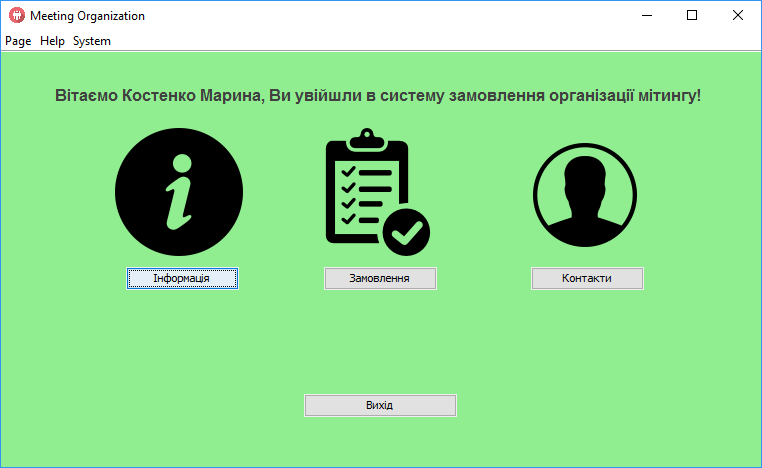 Meeting Organization
Page Help System
Вітаємо Костенко Марина, Ви увійшли в систему замовлення організації мітингу!
Інформація Замовлення Контакти
Вихід